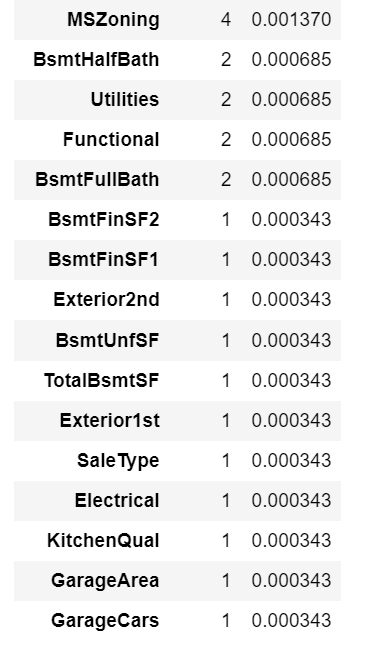 MSZoning 4 0.001370
BsmtHalfBath 2 0.000685
Utilities 2 0.000685
Functional 2 0.000685
BsmtFullBath 2 0.000685
BsmtFinSF2 1 0.000343
BsmtFinSF1 1 0.000343
Exterior2nd 1 0.000343
BsmtUnfSF 1 0.000343
TotalBsmtSF 1 0.000343
Exterior1st 1 0.000343
SaleType 1 0.000343
Electrical 1 0.000343
KitchenQual 1 0.000343
GarageArea 1 0.000343
GarageCars 1 0.000343